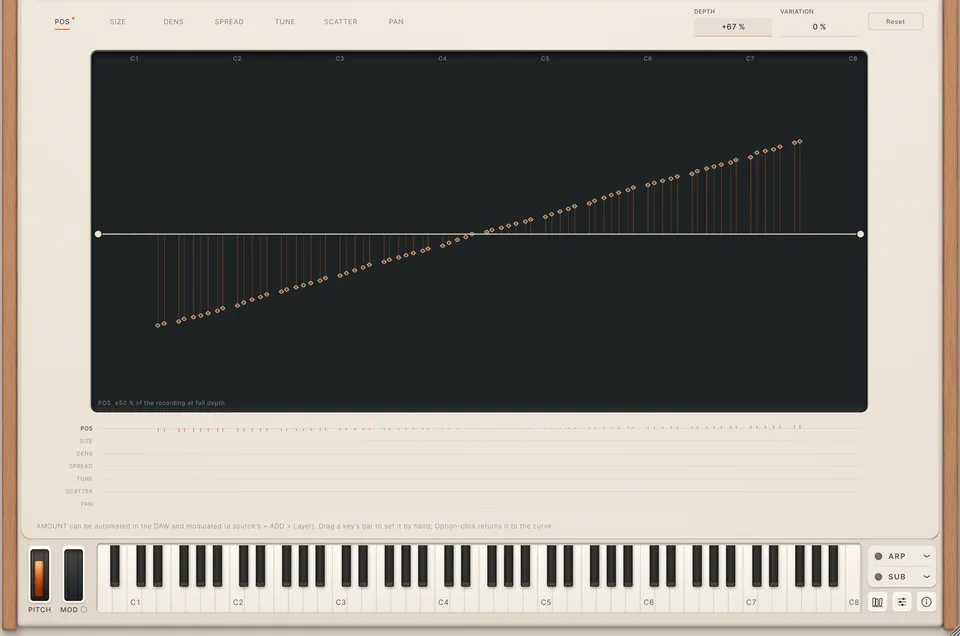 POS SIZE DENS SPREAD TUNE SCATTER PAN
DEPTH VARIATION
+67 % 0 % Reset
C1 C2 C3 C4 C5 C6 C7 C8
POS ±50 % of the recording at full depth
POS
SIZE
DENS
SPREAD
TUNE
SCATTER
PAN
AMOUNT can be automated in the DAW and modulated (a source's + ADD > Layer). Drag a key's bar to set it by hand; Option-click returns it to the curve
ARP
SUB
C1 C2 C3 C4 C5 C6 C7 C8
PITCH MOD